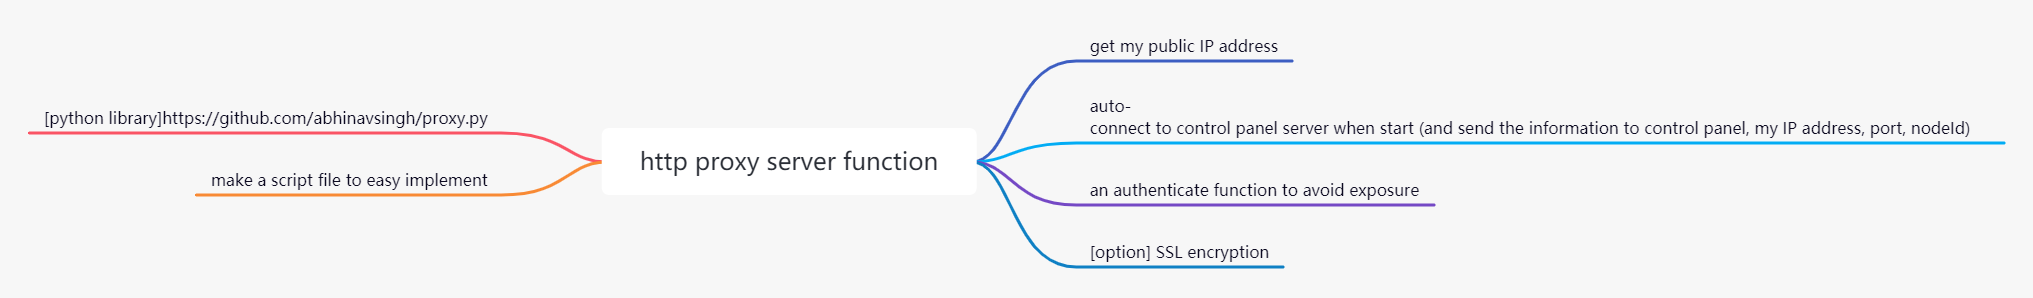 [python library]https://github.com/abhinavsingh/proxy.py
make a script file to easy implement
http proxy server function
get my public IP address
auto-
connect to control panel server when start (and send the information to control panel, my IP address, port, nodeId)
an authenticate function to avoid exposure
[option] SSL encryption